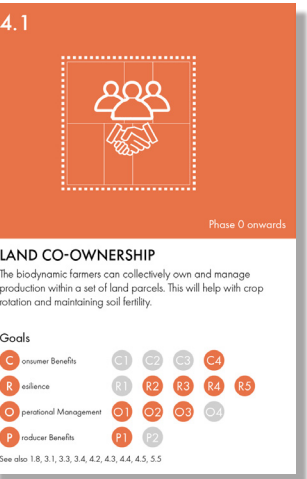 4.1
Phase 0 onwards
LAND CO-OWNERSHIP
The biodynamic farmers can collectively own and manage
production within a set of land parcels. This will help with crop
rotation and maintaining soil fertility.
Goals
C onsumer Benefits C1 C2 C3 C4
R esilience R1 R2 R3 R4 R5
O perational Management O1 O2 O3 O4
P roducer Benefits P1 P2
See also 1.8, 3.1, 3.3, 3.4, 4.2, 4.3, 4.4, 4.5, 5.5